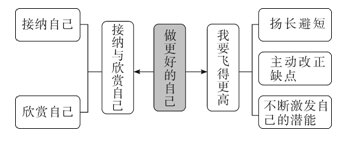 接纳自己
欣赏自己
接纳与欣赏自己
做更好的自己
我要飞得更高
扬长避短
主动改正
缺点
不断激发自
己的潜能